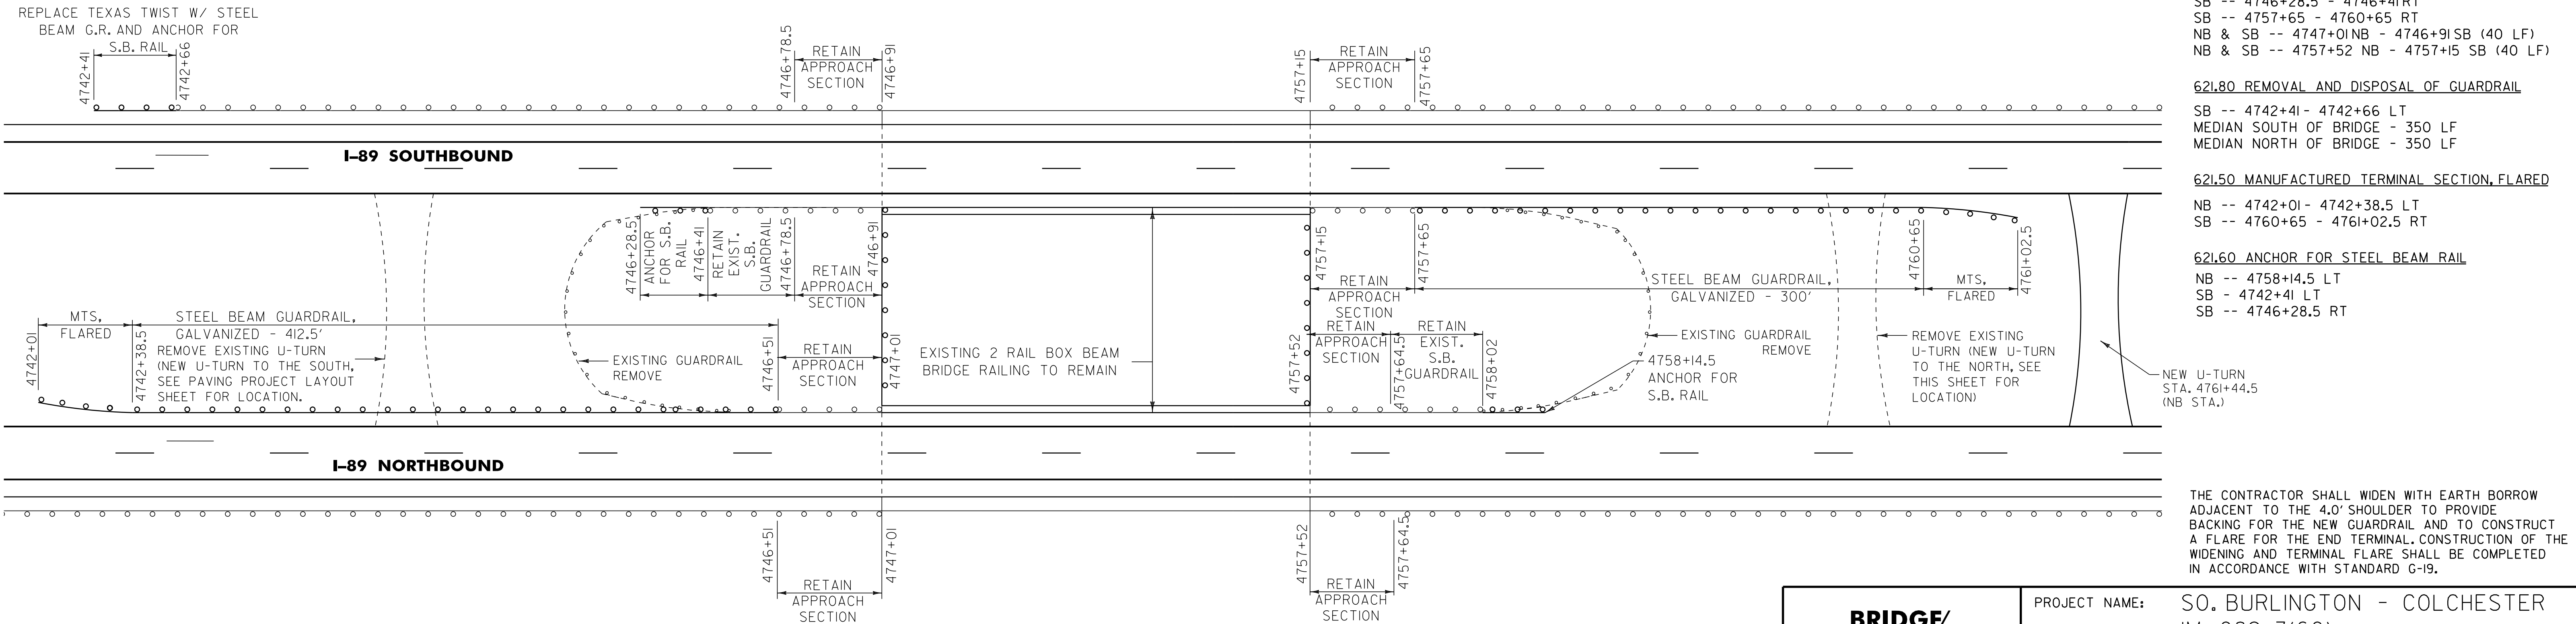 REPLACE TEXAS TWIST W/ STEEL
BEAM G.R. AND ANCHOR FOR
S.B. RAIL
4742+41
4742+66
4746+78.5
RETAIN
APPROACH
SECTION
4746+91
4757+15
RETAIN
APPROACH
SECTION
4757+65
I-89 SOUTHBOUND
4746+28.5
ANCHOR
FOR S.B.
RAIL
4746+41
RETAIN
EXIST.
S.B.
GUARDRAIL
4746+78.5
RETAIN
APPROACH
SECTION
4746+91
4757+15
RETAIN
APPROACH
SECTION
4757+65
STEEL BEAM GUARDRAIL,
GALVANIZED - 300'
4760+65
MTS,
FLARED
4761+02.5
4742+01
MTS,
FLARED
4742+38.5
STEEL BEAM GUARDRAIL,
GALVANIZED - 412.5'
REMOVE EXISTING U-TURN
(NEW U-TURN TO THE SOUTH,
SEE PAVING PROJECT LAYOUT
SHEET FOR LOCATION.
EXISTING GUARDRAIL
REMOVE
4746+51
RETAIN
APPROACH
SECTION
4747+01
EXISTING 2 RAIL BOX BEAM
BRIDGE RAILING TO REMAIN
4757+52
RETAIN
APPROACH
SECTION
4757+64.5
RETAIN
EXIST.
S.B.
GUARDRAIL
4758+02
EXISTING GUARDRAIL
REMOVE
4758+14.5
ANCHOR FOR
S.B. RAIL
REMOVE EXISTING
U-TURN (NEW U-TURN
TO THE NORTH, SEE
THIS SHEET FOR
LOCATION)
NEW U-TURN
STA. 4761+44.5
(NB STA.)
I-89 NORTHBOUND
4746+51
RETAIN
APPROACH
SECTION
4747+01
4757+52
RETAIN
APPROACH
SECTION
4757+64.5
SB -- 4746+28.5 - 4746+41 RT
SB -- 4757+65 - 4760+65 RT
NB & SB -- 4747+01 NB - 4746+91 SB (40 LF)
NB & SB -- 4757+52 NB - 4757+15 SB (40 LF)
621.80 REMOVAL AND DISPOSAL OF GUARDRAIL
SB -- 4742+41 - 4742+66 LT
MEDIAN SOUTH OF BRIDGE - 350 LF
MEDIAN NORTH OF BRIDGE - 350 LF
621.50 MANUFACTURED TERMINAL SECTION, FLARED
NB -- 4742+01 - 4742+38.5 LT
SB -- 4760+65 - 4761+02.5 RT
621.60 ANCHOR FOR STEEL BEAM RAIL
NB -- 4758+14.5 LT
SB - 4742+41 LT
SB -- 4746+28.5 RT
THE CONTRACTOR SHALL WIDEN WITH EARTH BORROW
ADJACENT TO THE 4.0' SHOULDER TO PROVIDE
BACKING FOR THE NEW GUARDRAIL AND TO CONSTRUCT
A FLARE FOR THE END TERMINAL. CONSTRUCTION OF THE
WIDENING AND TERMINAL FLARE SHALL BE COMPLETED
IN ACCORDANCE WITH STANDARD G-19.
BRIDGE/
PROJECT NAME: SO. BURLINGTON - COLCHESTER